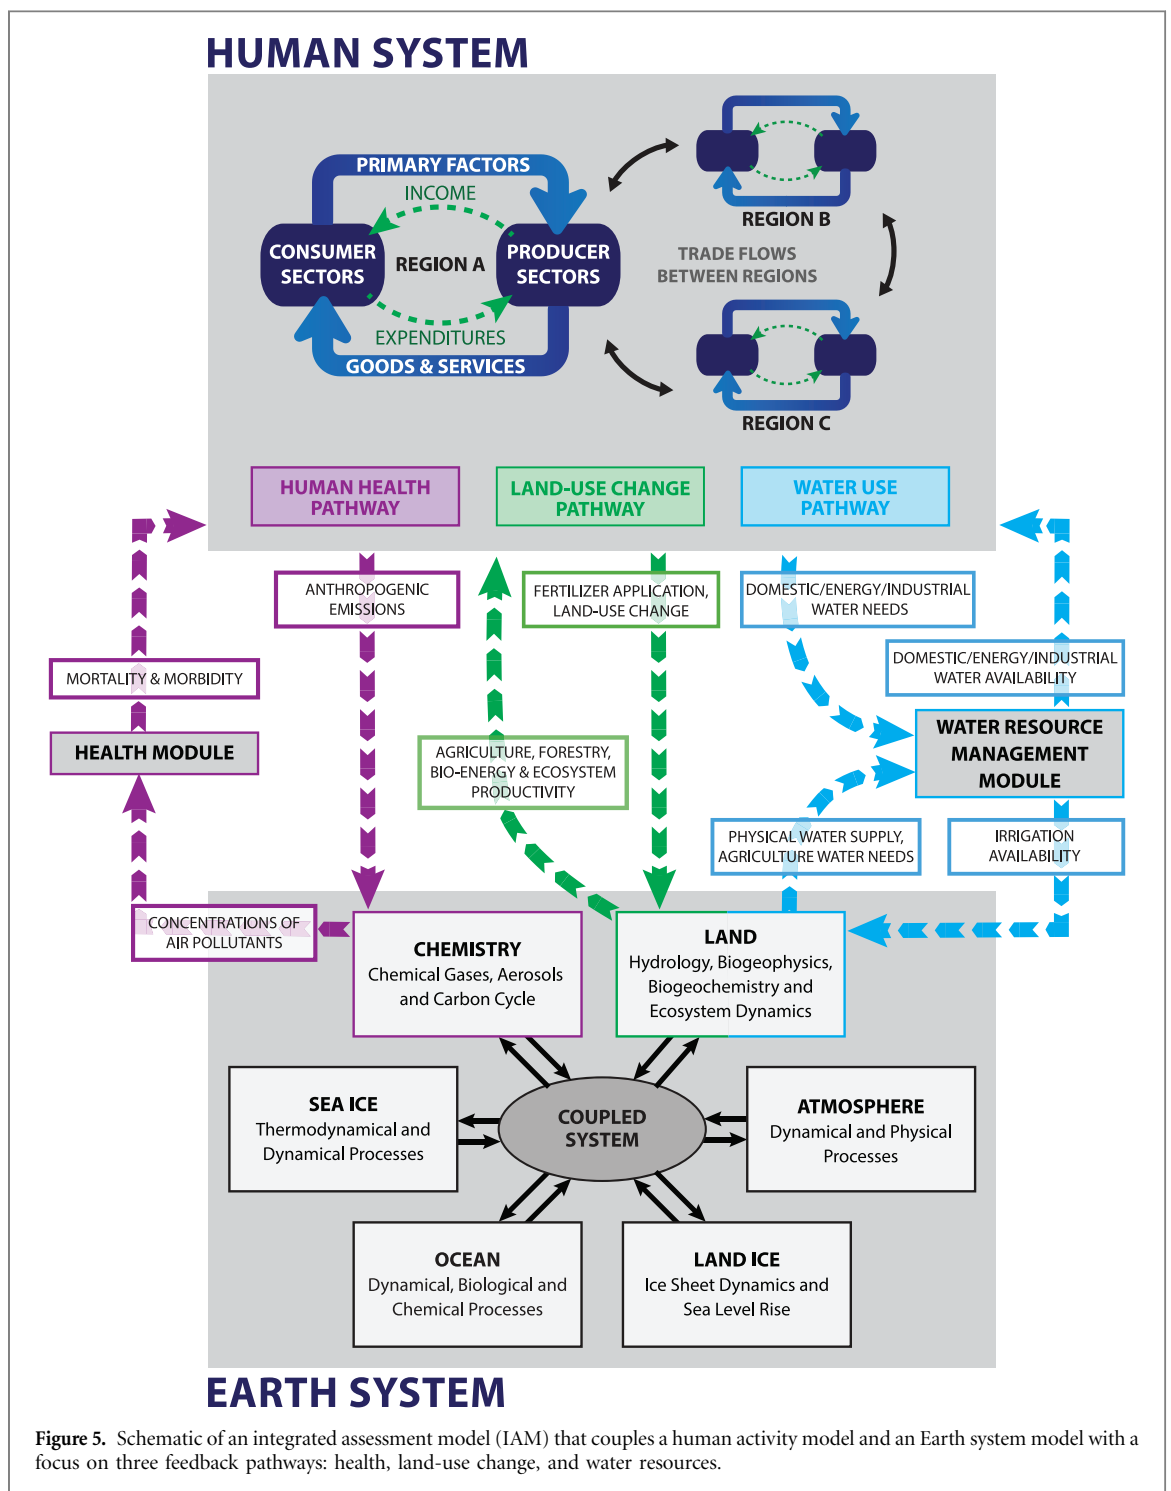 HUMAN SYSTEM
PRIMARY FACTORS
INCOME
CONSUMER
SECTORS
REGION A
PRODUCER
SECTORS
EXPENDITURES
GOODS & SERVICES
REGION B
TRADE FLOWS
BETWEEN REGIONS
REGION C
HUMAN HEALTH
PATHWAY
LAND-USE CHANGE
PATHWAY
WATER USE
PATHWAY
ANTHROPOGENIC
EMISSIONS
FERTILIZER APPLICATION,
LAND-USE CHANGE
DOMESTIC/ENERGY/INDUSTRIAL
WATER NEEDS
MORTALITY & MORBIDITY
DOMESTIC/ENERGY/INDUSTRIAL
WATER AVAILABILITY
HEALTH MODULE
AGRICULTURE, FORESTRY,
BIO-ENERGY & ECOSYSTEM
PRODUCTIVITY
WATER RESOURCE
MANAGEMENT
MODULE
PHYSICAL WATER SUPPLY,
AGRICULTURE WATER NEEDS
IRRIGATION
AVAILABILITY
CONCENTRATIONS OF
AIR POLLUTANTS
CHEMISTRY
Chemical Gases, Aerosols
and Carbon Cycle
LAND
Hydrology, Biogeophysics,
Biogeochemistry and
Ecosystem Dynamics
SEA ICE
Thermodynamical and
Dynamical Processes
COUPLED
SYSTEM
ATMOSPHERE
Dynamical and Physical
Processes
OCEAN
Dynamical, Biological and
Chemical Processes
LAND ICE
Ice Sheet Dynamics and
Sea Level Rise
EARTH SYSTEM
Figure 5. Schematic of an integrated assessment model (IAM) that couples a human activity model and an Earth system model with a
focus on three feedback pathways: health, land-use change, and water resources.